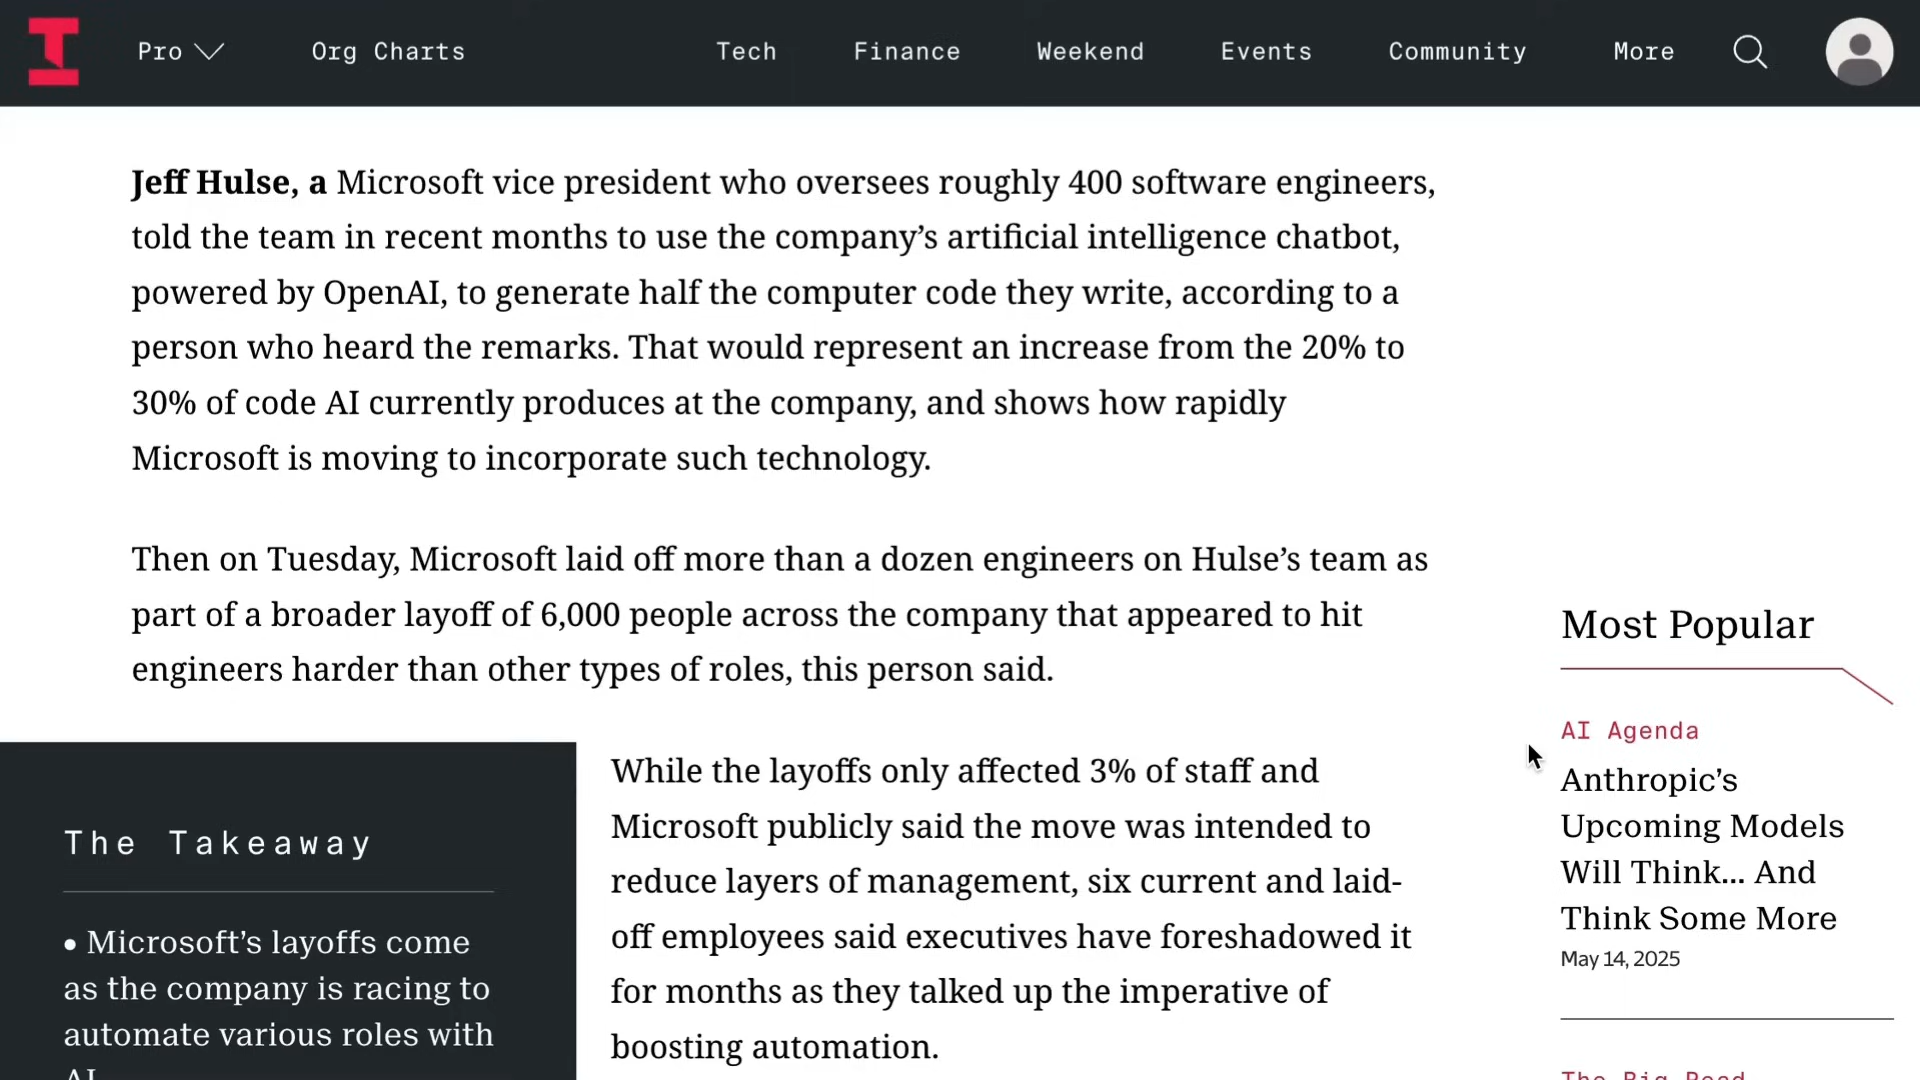 Pro
Org Charts
Tech
Finance
Weekend
Events
Community
More
Jeff Hulse, a Microsoft vice president who oversees roughly 400 software engineers,
told the team in recent months to use the company’s artificial intelligence chatbot,
powered by OpenAI, to generate half the computer code they write, according to a
person who heard the remarks. That would represent an increase from the 20% to
30% of code AI currently produces at the company, and shows how rapidly
Microsoft is moving to incorporate such technology.
Then on Tuesday, Microsoft laid off more than a dozen engineers on Hulse’s team as
part of a broader layoff of 6,000 people across the company that appeared to hit
engineers harder than other types of roles, this person said.
The Takeaway
• Microsoft’s layoffs come
as the company is racing to
automate various roles with
AI
While the layoffs only affected 3% of staff and
Microsoft publicly said the move was intended to
reduce layers of management, six current and laid-
off employees said executives have foreshadowed it
for months as they talked up the imperative of
boosting automation.
Most Popular
AI Agenda
Anthropic’s
Upcoming Models
Will Think... And
Think Some More
May 14, 2025
The Big Read